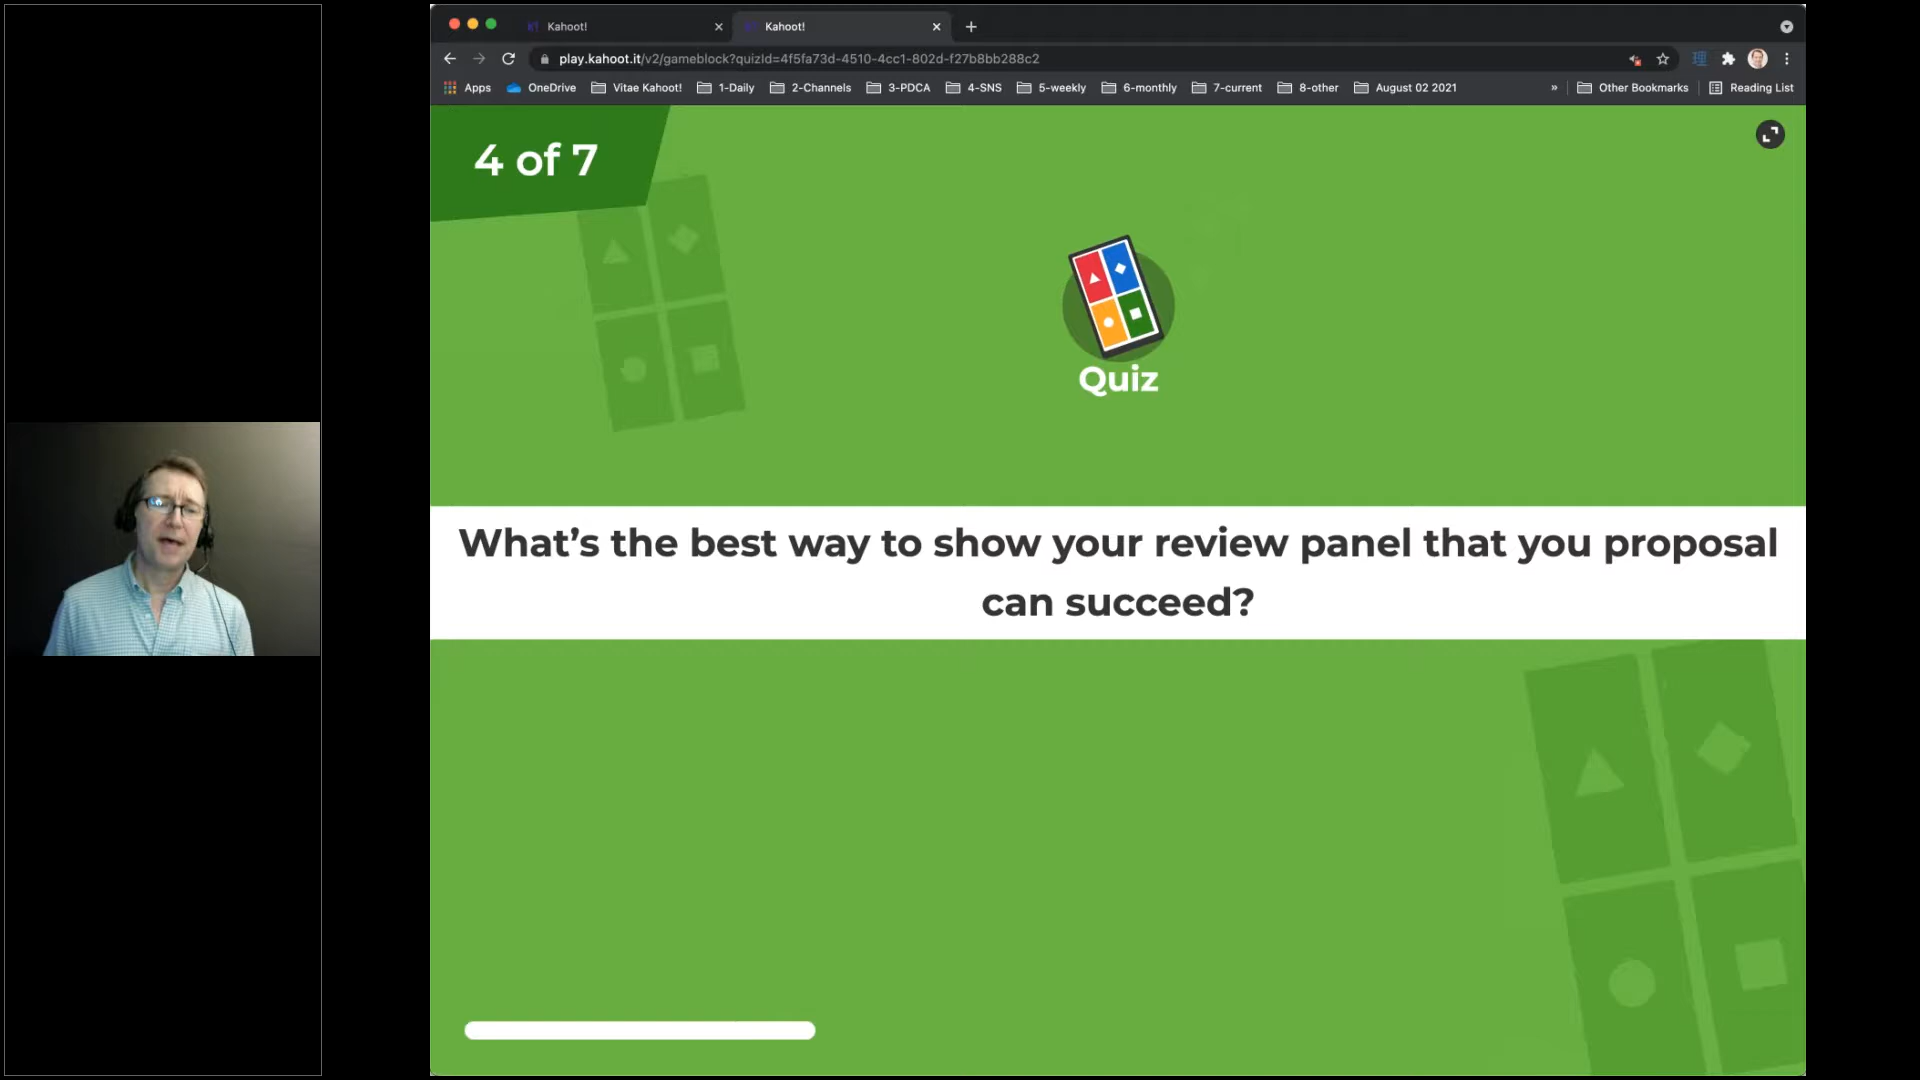 Kahoot!
Kahoot!
play.kahoot.it/v2/gameblock?quizId=4f5fa73d-4510-4cc1-802d-f27b8bb288c2
Apps OneDrive Vitae Kahoot! 1-Daily 2-Channels 3-PDCA 4-SNS 5-weekly 6-monthly 7-current 8-other August 02 2021 » Other Bookmarks Reading List
4 of 7
Quiz
What's the best way to show your review panel that you proposal
can succeed?